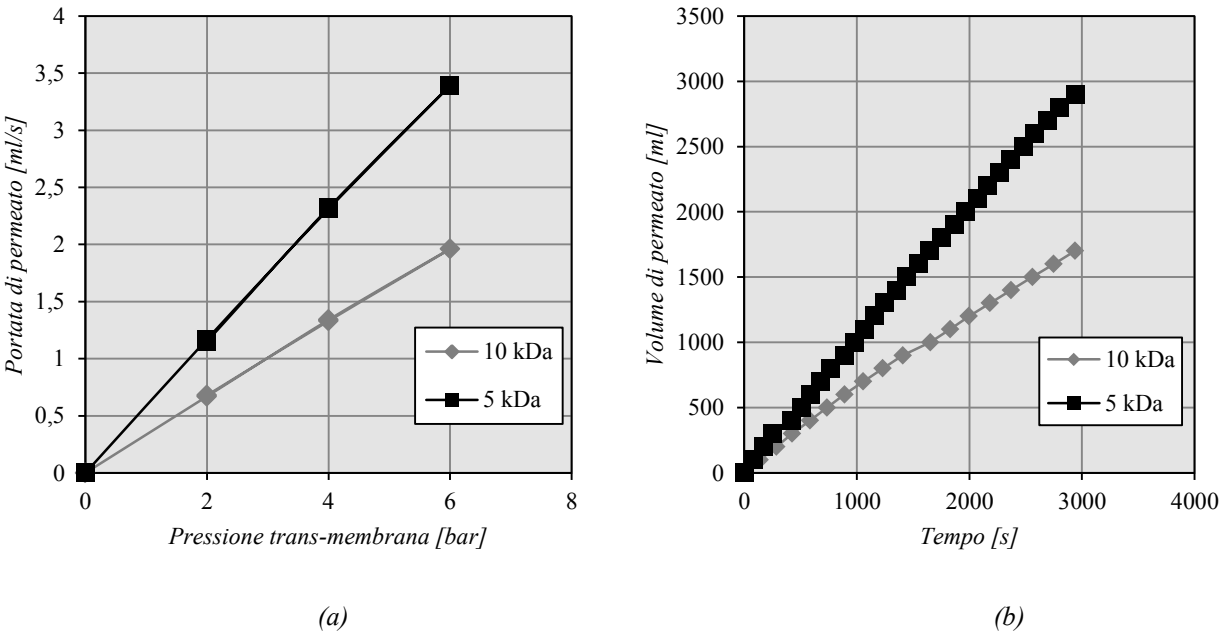 Portata di permeato [ml/s]
4
3,5
3
2,5
2
1,5
1
0,5
0
0 2 4 6 8
Pressione trans-membrana [bar]
10 kDa
5 kDa
(a)
Volume di permeato [ml]
3500
3000
2500
2000
1500
1000
500
0
0 1000 2000 3000 4000
Tempo [s]
10 kDa
5 kDa
(b)